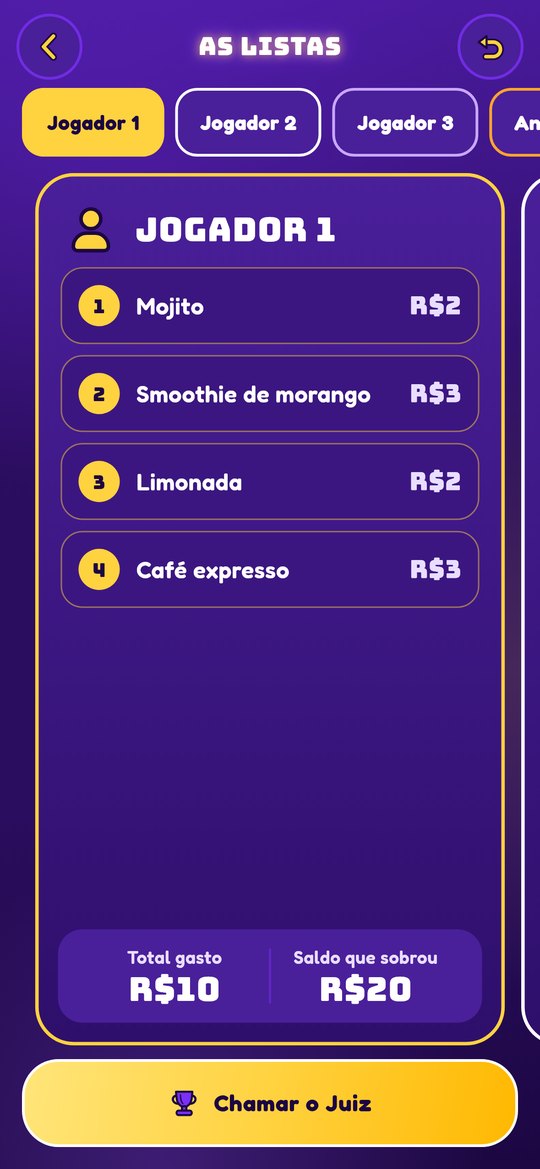 AS LISTAS
Jogador 1
Jogador 2
Jogador 3
An
JOGADOR 1
1 Mojito R$2
2 Smoothie de morango R$3
3 Limonada R$2
4 Café expresso R$3
Total gasto Saldo que sobrou
R$10 R$20
Chamar o Juiz